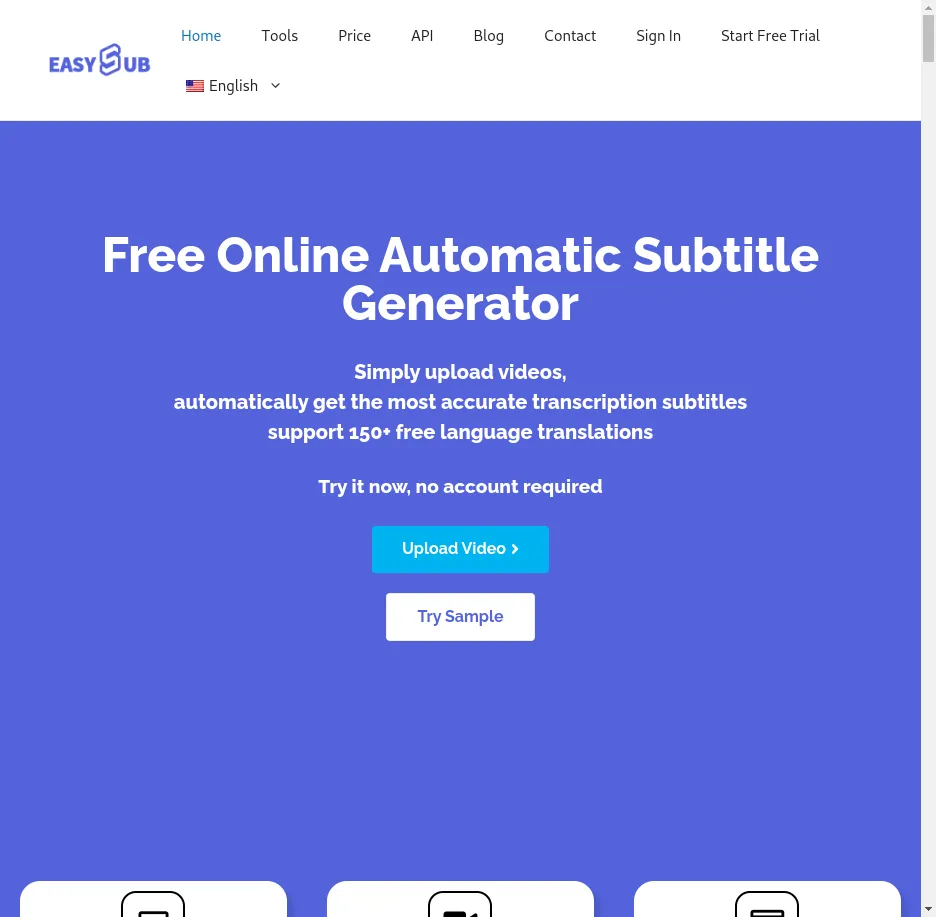 EASYSUB
Home Tools Price API Blog Contact Sign In Start Free Trial
English
Free Online Automatic Subtitle
Generator
Simply upload videos,
automatically get the most accurate transcription subtitles
support 150+ free language translations
Try it now, no account required
Upload Video
Try Sample